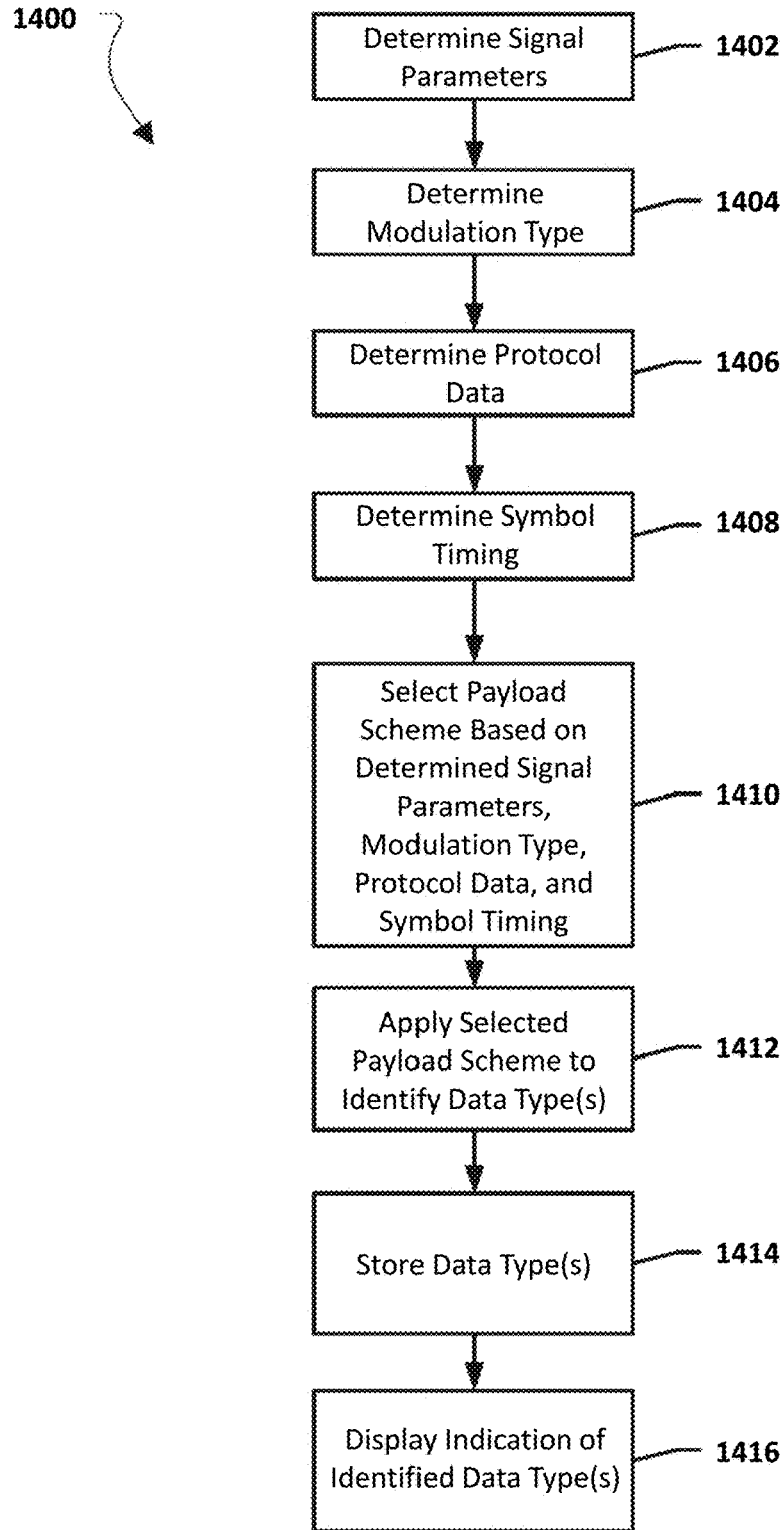 1400
Determine Signal
Parameters
1402
Determine
Modulation Type
1404
Determine Protocol
Data
1406
Determine Symbol
Timing
1408
Select Payload
Scheme Based on
Determined Signal
Parameters,
Modulation Type,
Protocol Data, and
Symbol Timing
1410
Apply Selected
Payload Scheme to
Identify Data Type(s)
1412
Store Data Type(s)
1414
Display Indication of
Identified Data Type(s)
1416